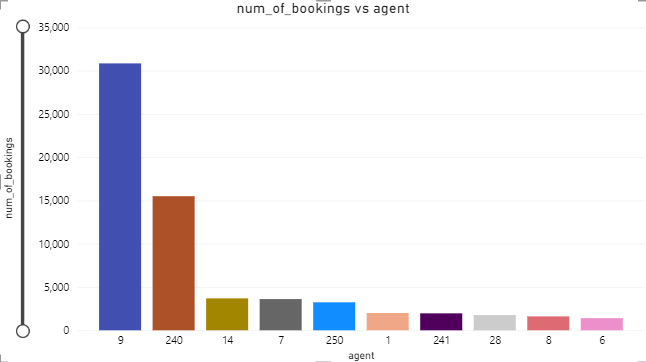 num_of_bookings vs agent
num_of_bookings
35,000
30,000
25,000
20,000
15,000
10,000
5,000
0
9 240 14 7 250 1 241 28 8 6
agent